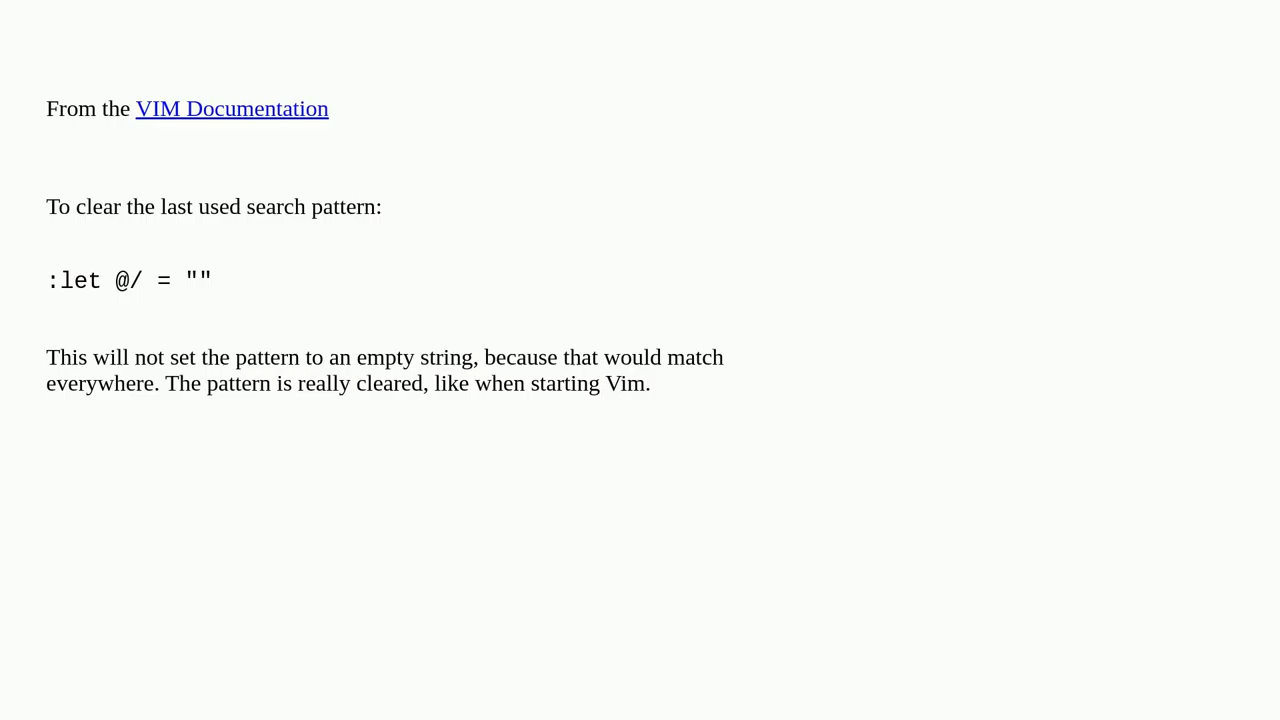 From the VIM Documentation
To clear the last used search pattern:
:let @/ = ""
This will not set the pattern to an empty string, because that would match
everywhere. The pattern is really cleared, like when starting Vim.